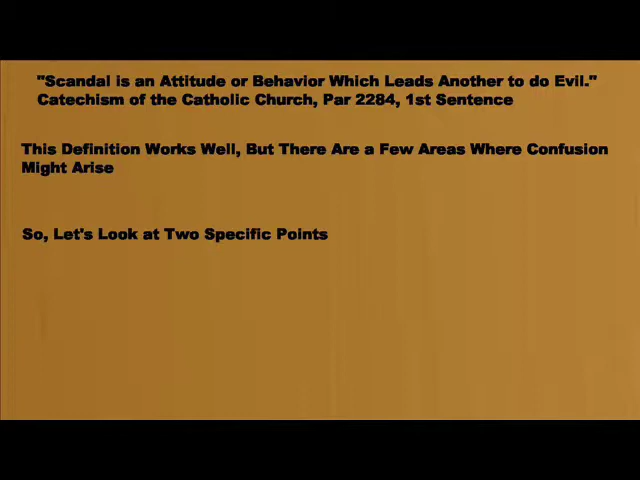 "Scandal is an Attitude or Behavior Which Leads Another to do Evil."
Catechism of the Catholic Church, Par 2284, 1st Sentence
This Definition Works Well, But There Are a Few Areas Where Confusion
Might Arise
So, Let's Look at Two Specific Points